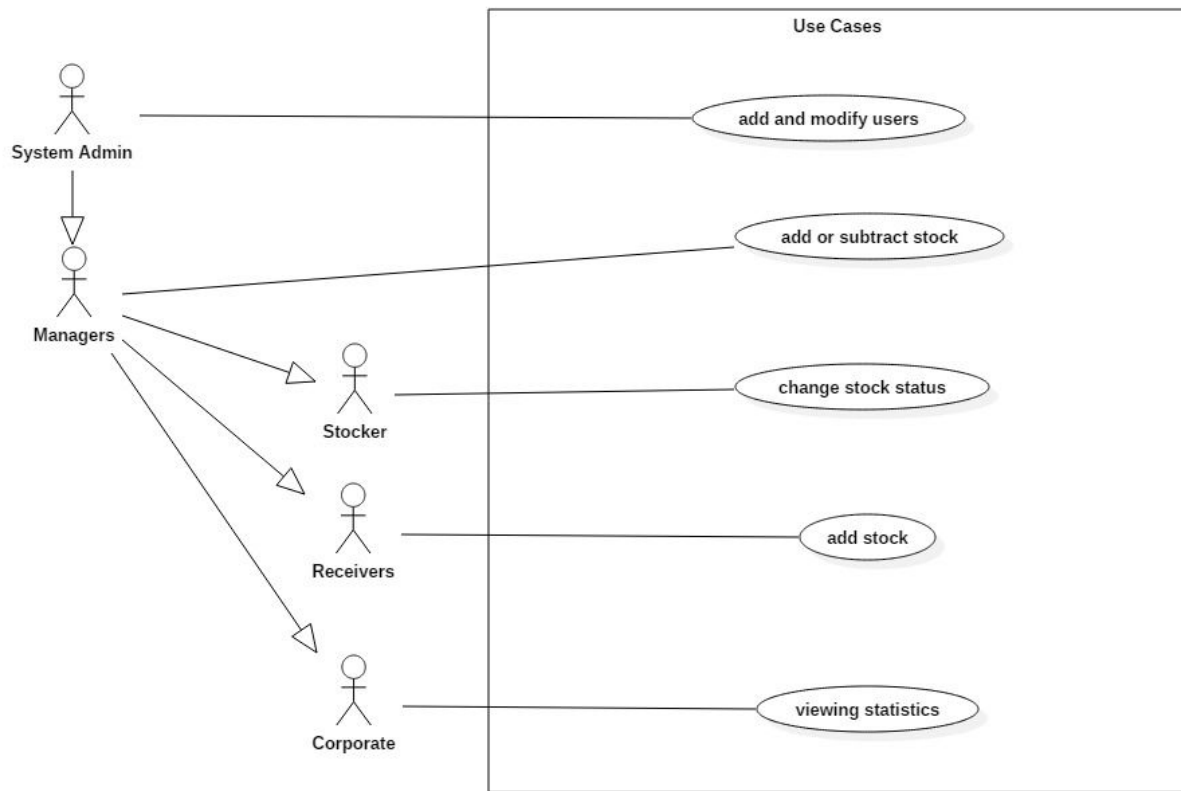 Use Cases
System Admin
add and modify users
Managers
add or subtract stock
Stocker
change stock status
Receivers
add stock
Corporate
viewing statistics